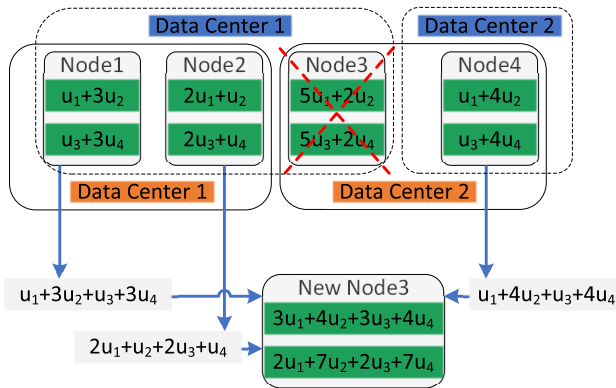 Data Center 1
Data Center 2
Node1
Node2
Node3
Node4
u₁+3u₂
2u₁+u₂
5u₁+2u₂
u₁+4u₂
u₃+3u₄
2u₃+u₄
5u₃+2u₄
u₃+4u₄
Data Center 1
Data Center 2
u₁+3u₂+u₃+3u₄
New Node3
u₁+4u₂+u₃+4u₄
3u₁+4u₂+3u₃+4u₄
2u₁+u₂+2u₃+u₄
2u₁+7u₂+2u₃+7u₄